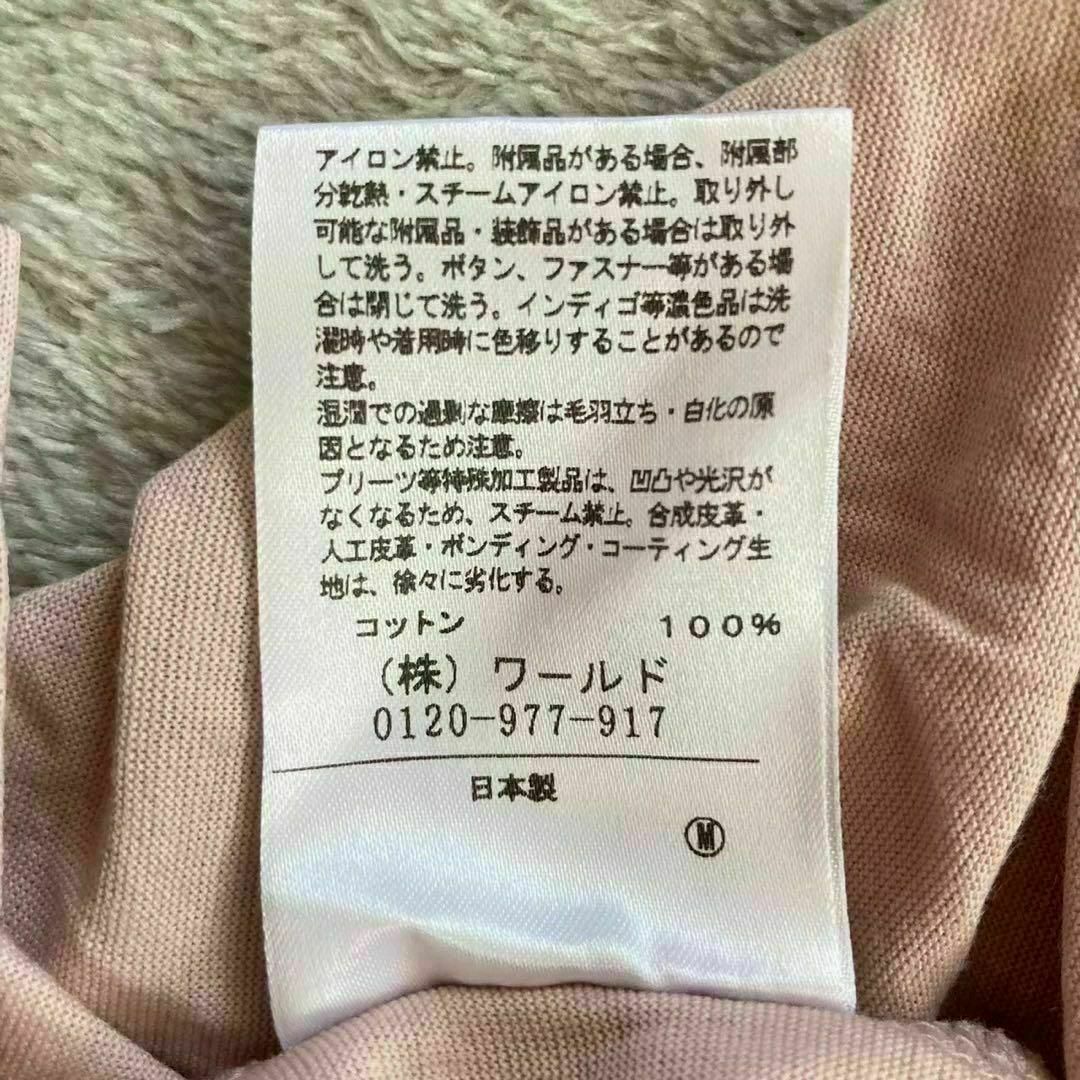 アイロン禁止。附属品がある場合、附属部
分乾熱・スチームアイロン禁止。取り外し
可能な附属品・装飾品がある場合は取り外
して洗う。ボタン、ファスナー等がある場
合は閉じて洗う。インディゴ等濃色品は洗
濯時や着用時に色移りすることがあるので
注意。
湿潤での過剰な摩擦は毛羽立ち・白化の原
因となるため注意。
プリーツ等特殊加工製品は、凹凸や光沢が
なくなるため、スチーム禁止。合成皮革・
人工皮革・ボンディング・コーティング生
地は、徐々に劣化する。
コットン 100%
（株）ワールド
0120-977-917
日本製
Ⓜ